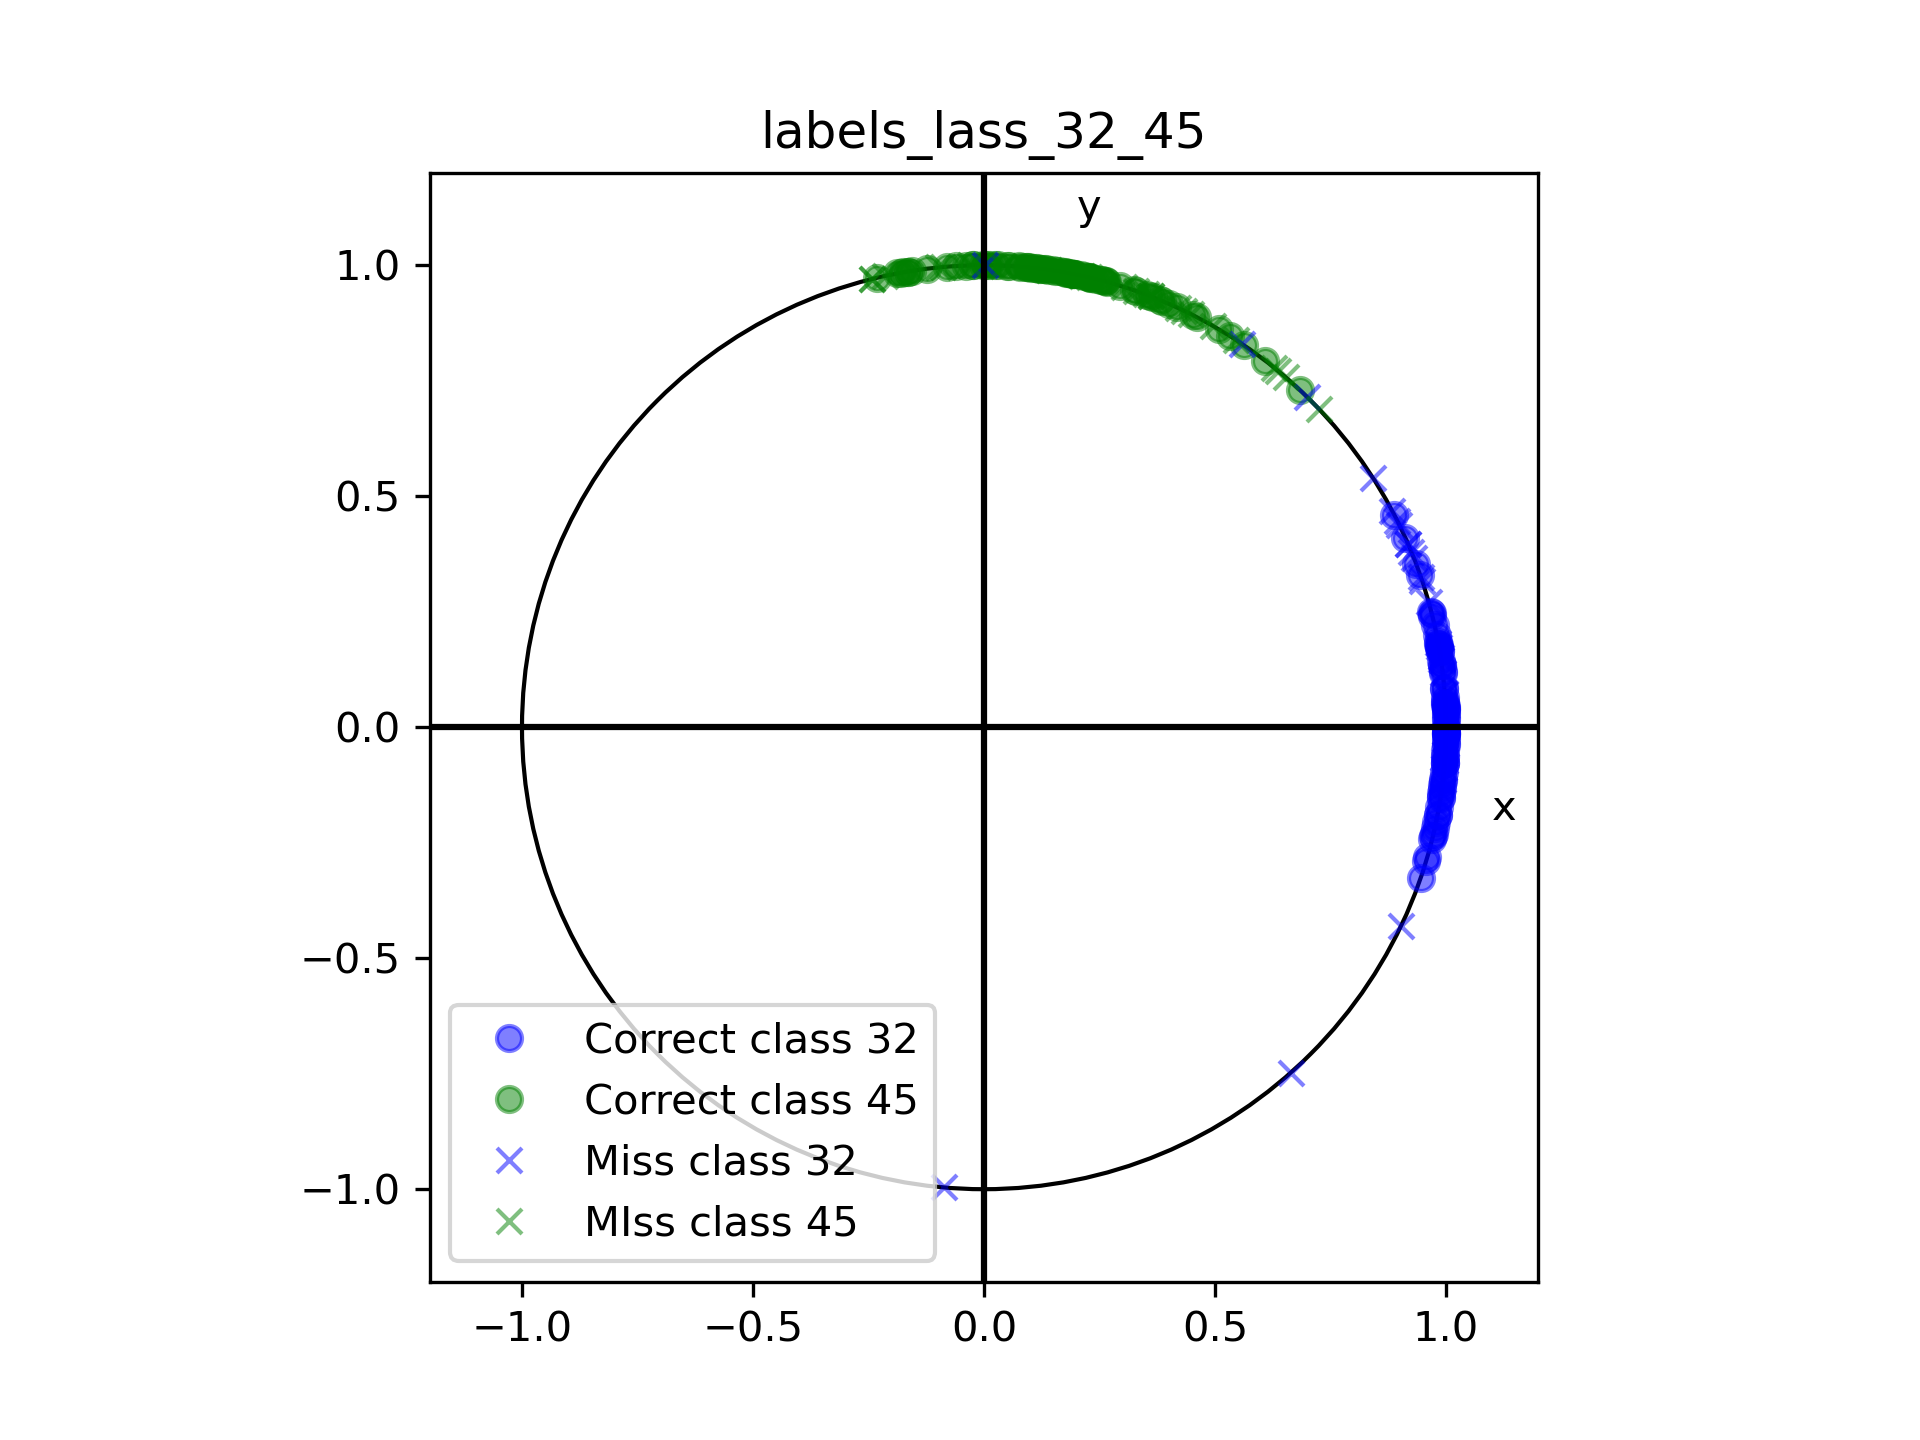 labels_lass_32_45
y
1.0
0.5
0.0
x
−0.5
Correct class 32
Correct class 45
Miss class 32
−1.0
MIss class 45
−1.0 −0.5 0.0 0.5 1.0